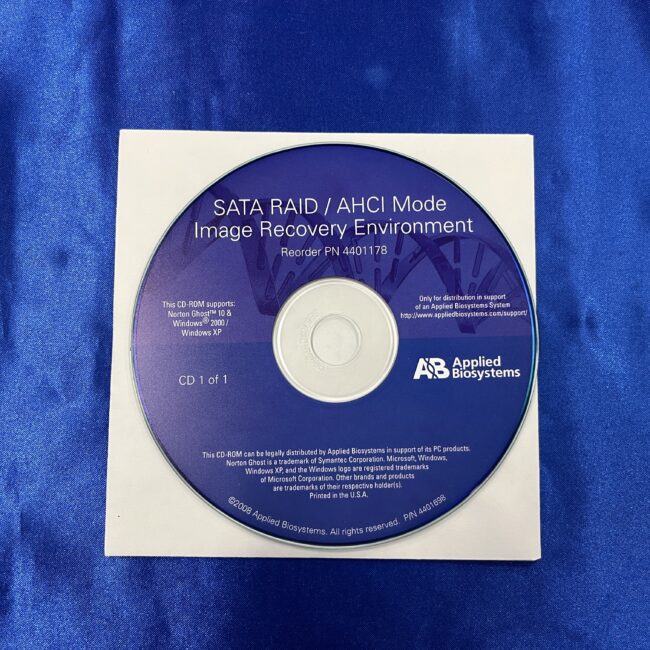 SATA RAID / AHCI Mode
Image Recovery Environment
Reorder PN 4401178
This CD-ROM supports:
Norton Ghost™ 10 &
Windows® 2000 /
Windows XP
Only for distribution in support
of an Applied Biosystems System
http://www.appliedbiosystems.com/support/
CD 1 of 1
AB Applied
Biosystems
This CD-ROM can be legally distributed by Applied Biosystems in support of its PC products.
Norton Ghost is a trademark of Symantec Corporation. Microsoft, Windows,
Windows XP, and the Windows logo are registered trademarks
of Microsoft Corporation. Other brands and products
are trademarks of their respective holder(s).
Printed in the U.S.A.
©2008 Applied Biosystems. All rights reserved. P/N 4401698